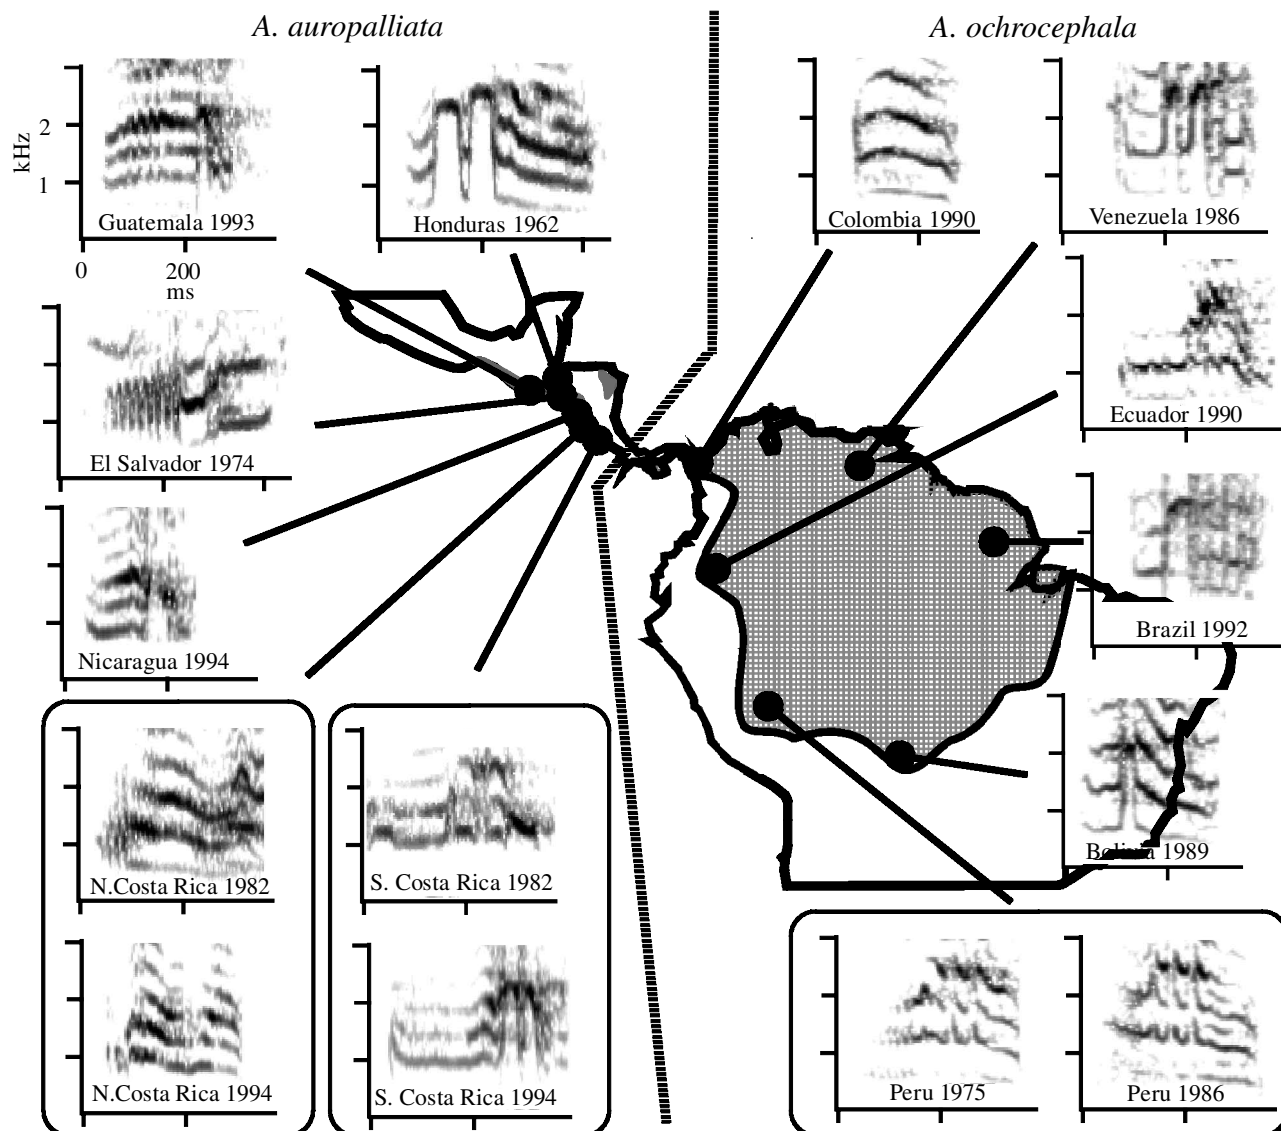 A. auropalliata
A. ochrocephala
kHz
2
1
Guatemala 1993
0
200
ms
Honduras 1962
Colombia 1990
Venezuela 1986
El Salvador 1974
Ecuador 1990
Nicaragua 1994
Brazil 1992
N.Costa Rica 1982
S. Costa Rica 1982
Bolivia 1989
N.Costa Rica 1994
S. Costa Rica 1994
Peru 1975
Peru 1986